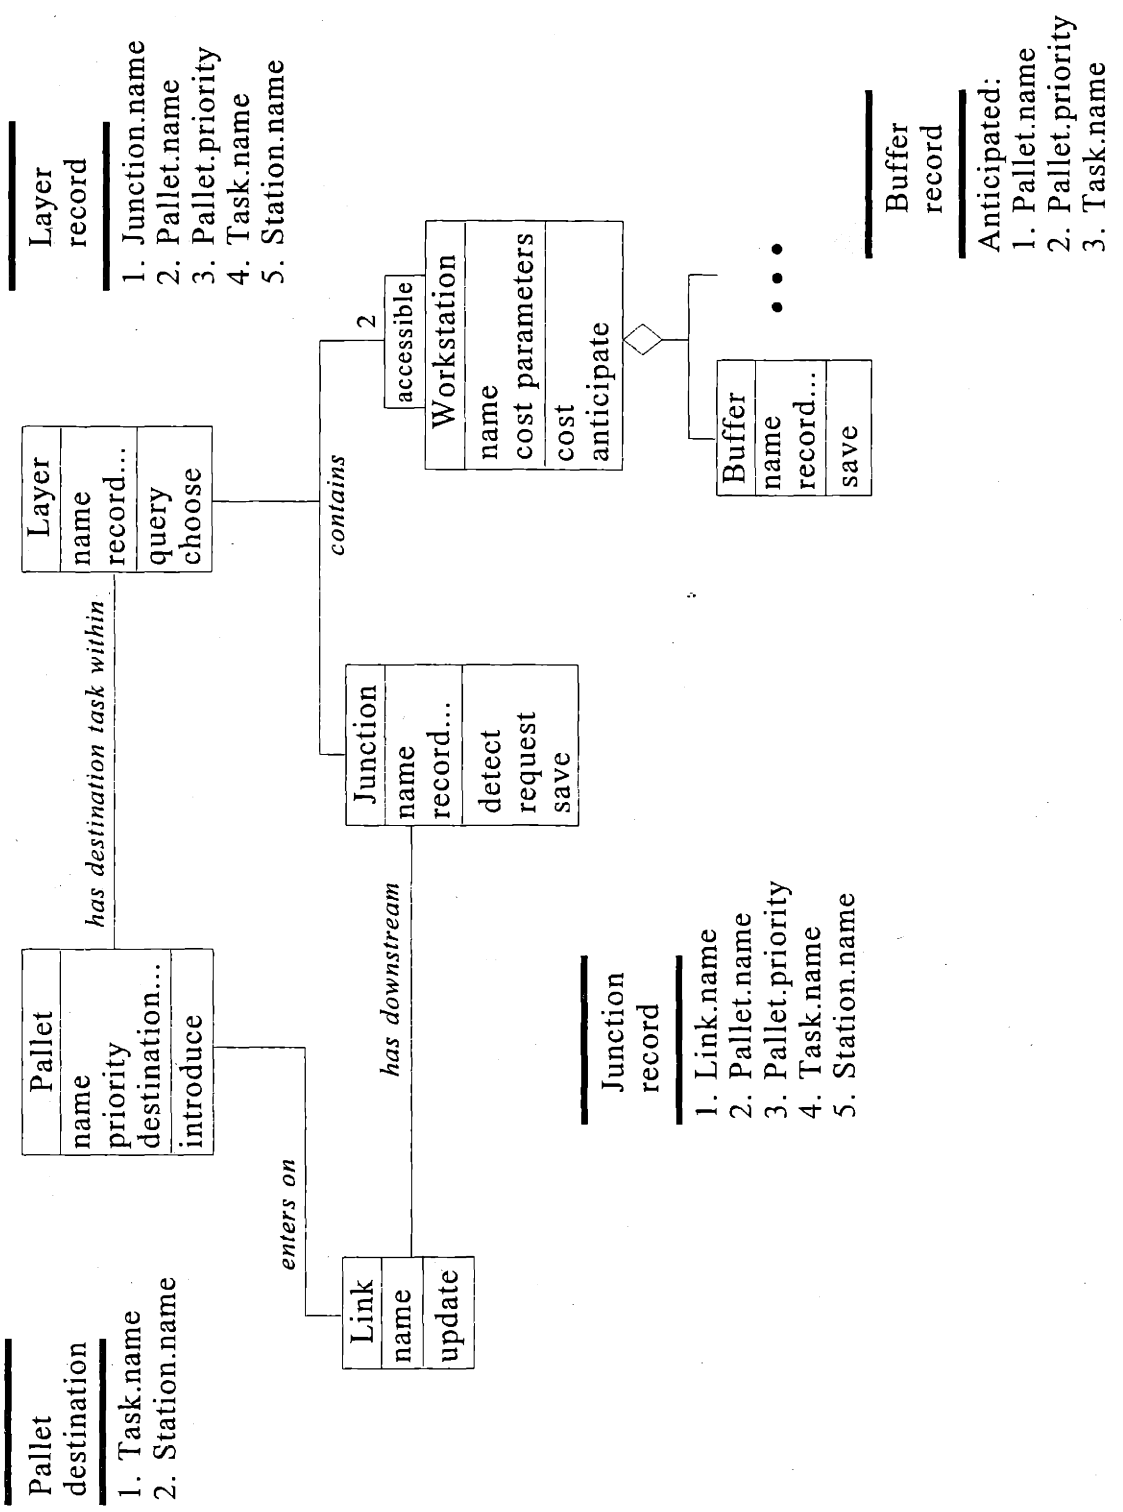 Pallet
destination
1. Task.name
2. Station.name
Pallet
name
priority
destination...
introduce
has destination task within
Layer
name
record...
query
choose
Layer
record
1. Junction.name
2. Pallet.name
3. Pallet.priority
4. Task.name
5. Station.name
enters on
contains
2
Link
name
update
has downstream
Junction
name
record...
detect
request
save
accessible
Workstation
name
cost parameters
cost
anticipate
Junction
record
1. Link.name
2. Pallet.name
3. Pallet.priority
4. Task.name
5. Station.name
Buffer
name
record...
save
• • •
Buffer
record
Anticipated:
1. Pallet.name
2. Pallet.priority
3. Task.name